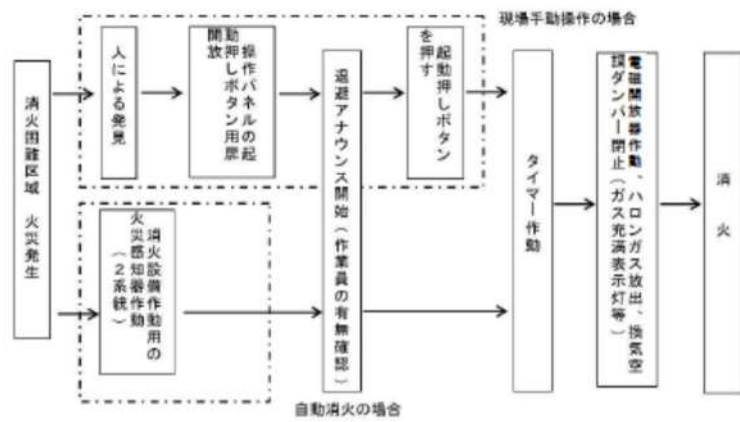 現場手動操作の場合
消火困難区域 火災発生
人による発見
操作パネルの起
動押しボタン用扉
開放
退避アナウンス開始(作業員の有無確認)
起動押しボタン
を押す
消火設備作動用の
火災感知器作動
(2系統)
タイマー作動
電磁開放器作動、ハロンガス放出、換気空
調ダンパー閉止(ガス充満表示灯等)
消火
自動消火の場合